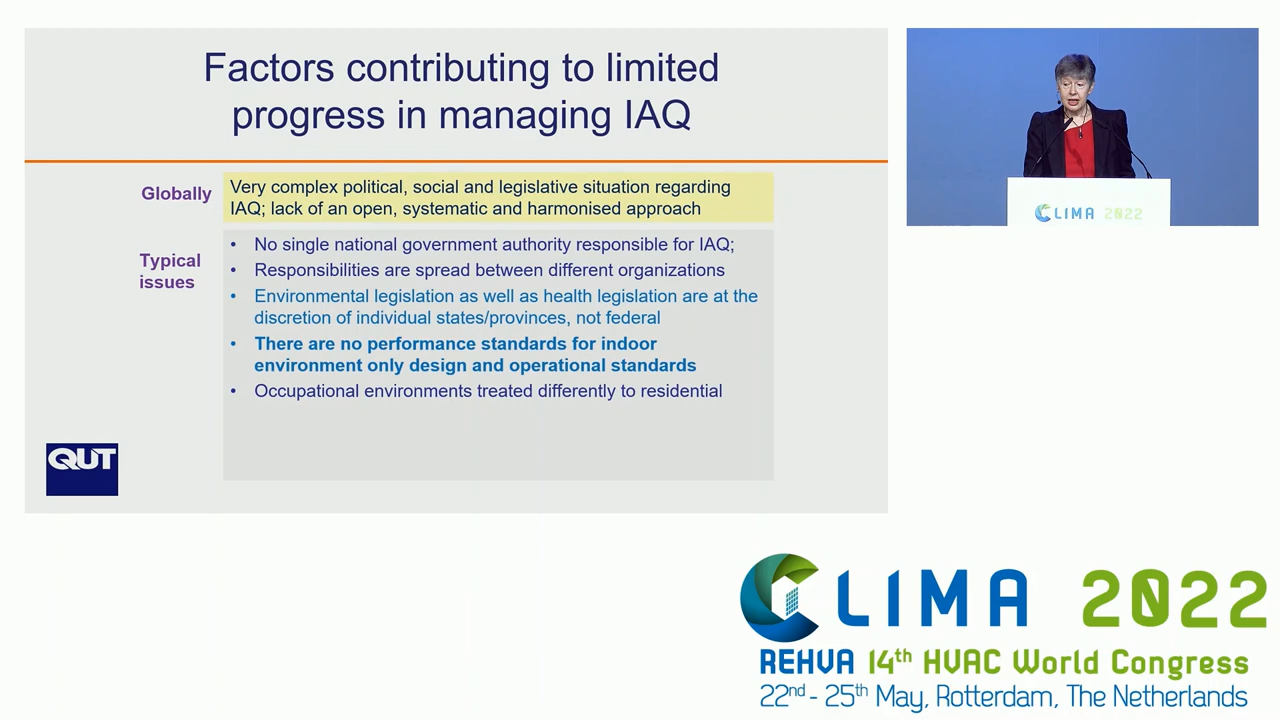 Factors contributing to limited
progress in managing IAQ
Globally
Very complex political, social and legislative situation regarding
IAQ; lack of an open, systematic and harmonised approach
Typical
issues
• No single national government authority responsible for IAQ;
• Responsibilities are spread between different organizations
• Environmental legislation as well as health legislation are at the
discretion of individual states/provinces, not federal
• There are no performance standards for indoor
environment only design and operational standards
• Occupational environments treated differently to residential
QUT
CLIMA 2022
CLIMA 2022
REHVA 14th HVAC World Congress
22nd - 25th May, Rotterdam, The Netherlands